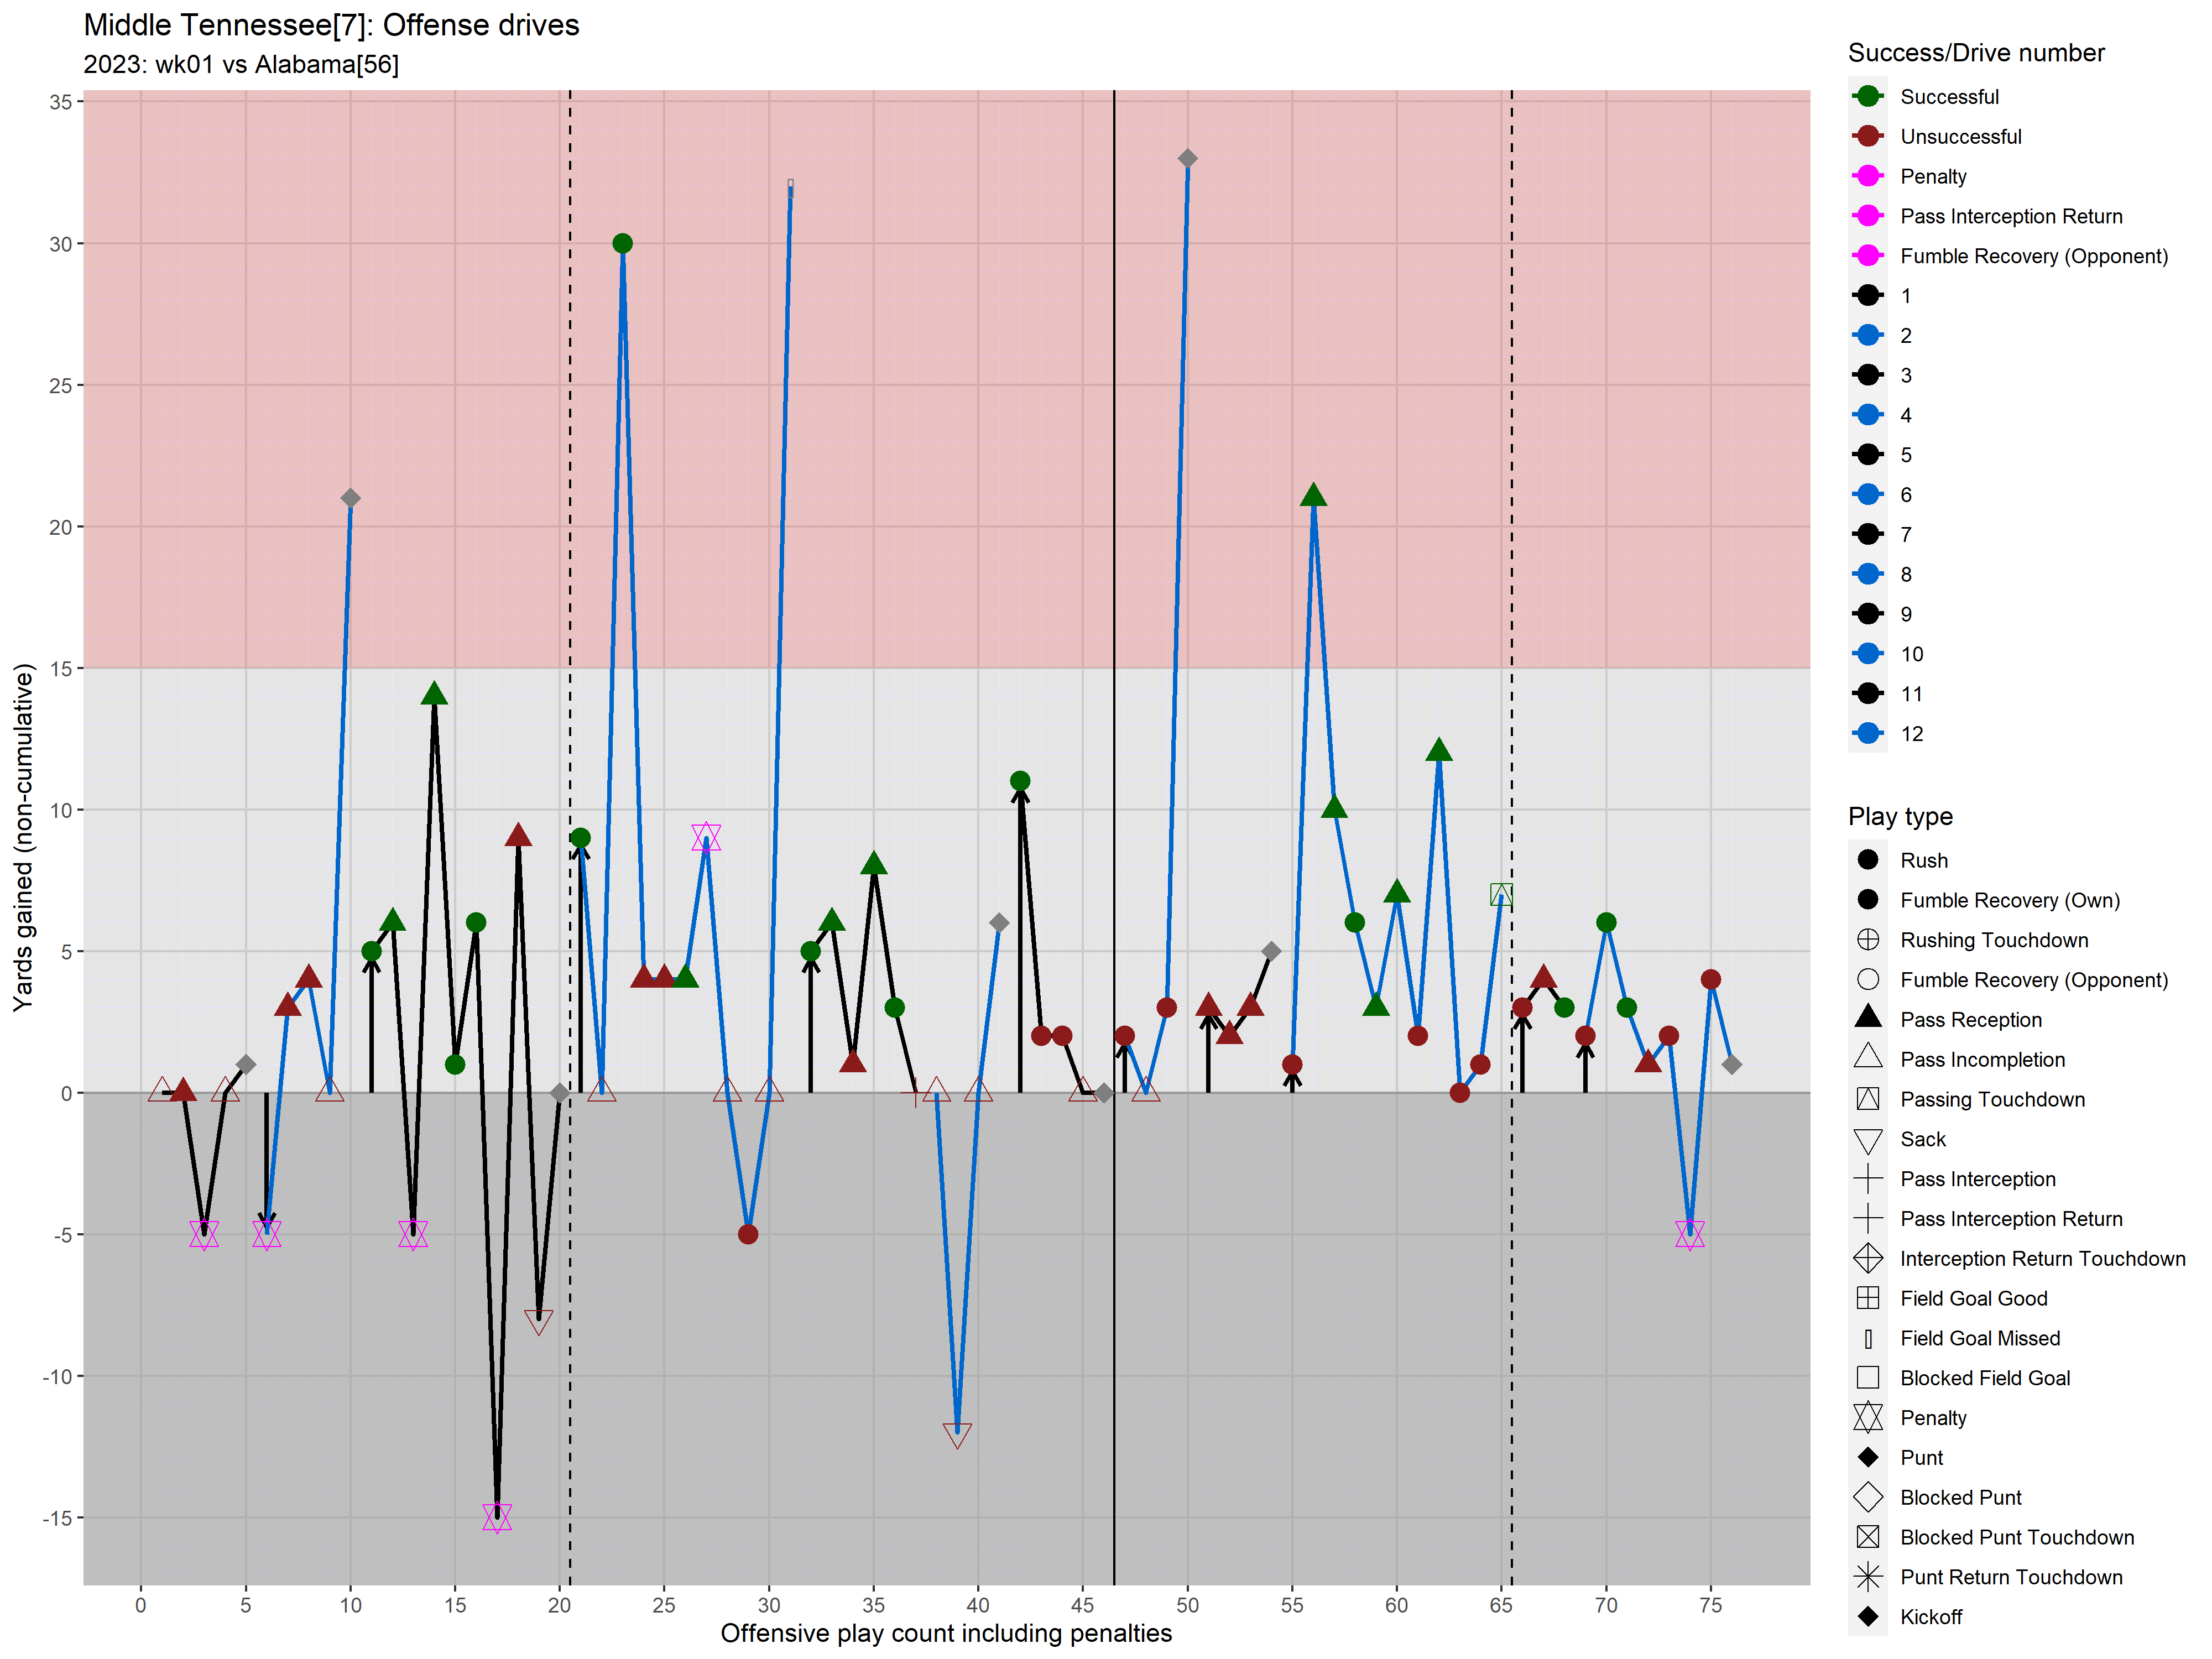 Middle Tennessee[7]: Offense drives
2023: wk01 vs Alabama[56]
Yards gained (non-cumulative)
35
30
25
20
15
10
5
0
-5
-10
-15
0 5 10 15 20 25 30 35 40 45 50 55 60 65 70 75
Offensive play count including penalties
Success/Drive number
Successful
Unsuccessful
Penalty
Pass Interception Return
Fumble Recovery (Opponent)
1
2
3
4
5
6
7
8
9
10
11
12
Play type
Rush
Fumble Recovery (Own)
Rushing Touchdown
Fumble Recovery (Opponent)
Pass Reception
Pass Incompletion
Passing Touchdown
Sack
Pass Interception
Pass Interception Return
Interception Return Touchdown
Field Goal Good
Field Goal Missed
Blocked Field Goal
Penalty
Punt
Blocked Punt
Blocked Punt Touchdown
Punt Return Touchdown
Kickoff